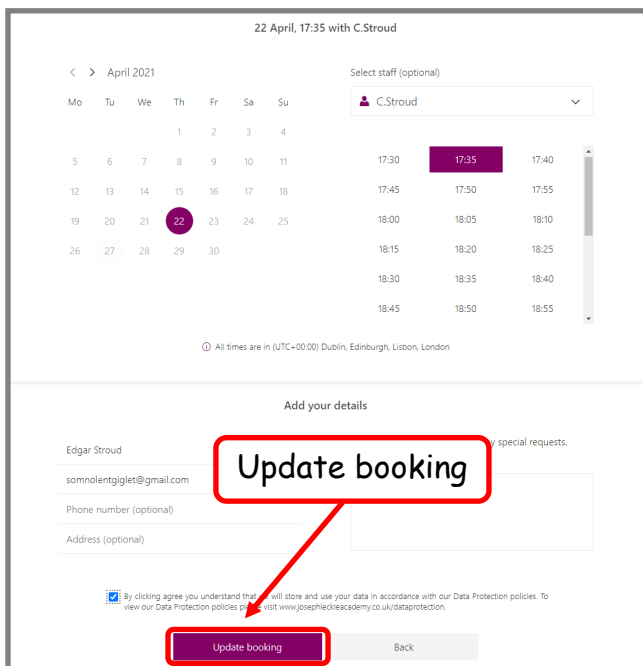 22 April, 17:35 with C.Stroud
< > April 2021
Mo Tu We Th Fr Sa Su
1 2 3 4
5 6 7 8 9 10 11
12 13 14 15 16 17 18
19 20 21 22 23 24 25
26 27 28 29 30
Select staff (optional)
C.Stroud
17:30 17:35 17:40
17:45 17:50 17:55
18:00 18:05 18:10
18:15 18:20 18:25
18:30 18:35 18:40
18:45 18:50 18:55
All times are in (UTC+00:00) Dublin, Edinburgh, Lisbon, London
Add your details
Edgar Stroud
somnolentgiglet@gmail.com
Phone number (optional)
Address (optional)
special requests.
Update booking
By clicking agree you understand that will store and use your data in accordance with our Data Protection policies. To
view our Data Protection policies visit www.josephleckieacademy.co.uk/dataprotection.
Update booking Back